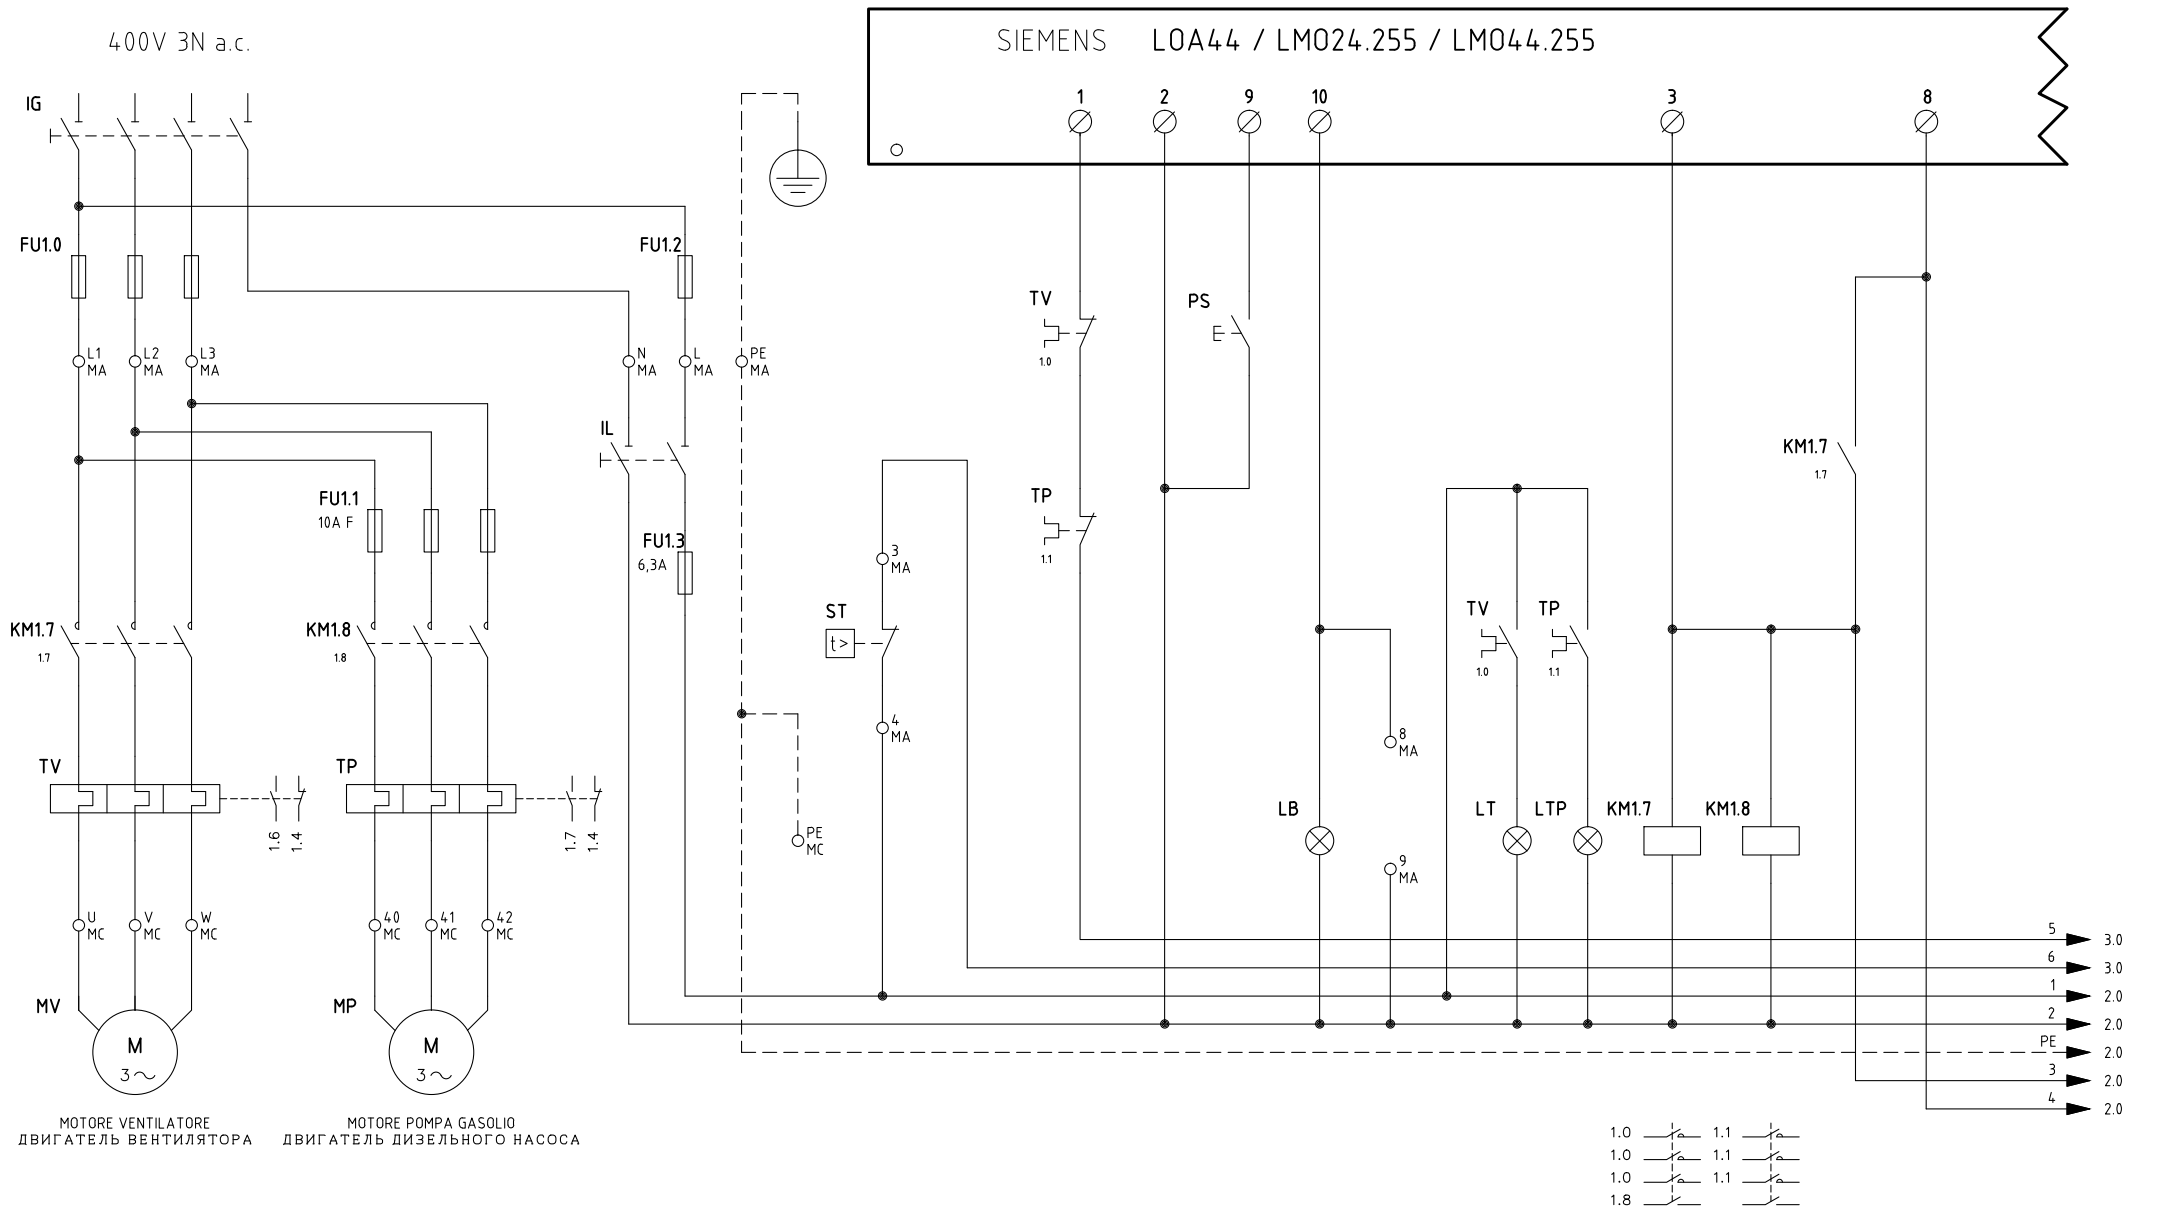 400V 3N a.c.
SIEMENS LOA44 / LMO24.255 / LMO44.255
IG
1 2 9 10 3 8
FU1.0
FU1.2
TV
1.0
PS
L1
MA
L2
MA
L3
MA
N
MA
L
MA
PE
MA
IL
KM1.7
1.7
FU1.1
10A F
TP
1.1
FU1.3
6,3A
3
MA
ST
t>
4
MA
KM1.7
1.7
KM1.8
1.8
TV
1.0
TP
1.1
8
MA
TV
1.6
1.4
TP
1.7
1.4
PE
MC
LB
LT
LTP
KM1.7
KM1.8
9
MA
U
MC
V
MC
W
MC
40
MC
41
MC
42
MC
5 3.0
6 3.0
1 2.0
2 2.0
PE 2.0
3 2.0
4 2.0
MV
M
3~
MP
M
3~
MOTORE VENTILATORE
ДВИГАТЕЛЬ ВЕНТИЛЯТОРА
MOTORE POMPA GASOLIO
ДВИГАТЕЛЬ ДИЗЕЛЬНОГО НАСОСА
1.0 1.1
1.0 1.1
1.0 1.1
1.8